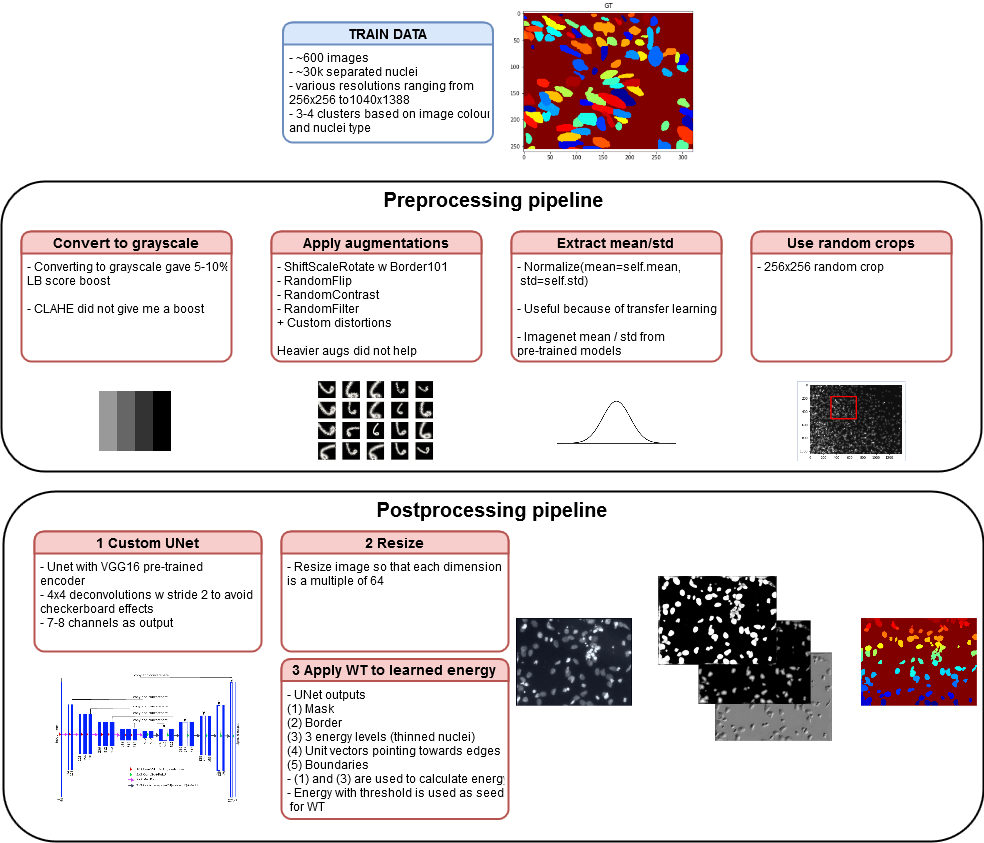 TRAIN DATA
- ~600 images
- ~30k separated nuclei
- various resolutions ranging from
256x256 to1040x1388
- 3-4 clusters based on image colour
and nuclei type
GT
0
50
100
150
200
250
0 50 100 150 200 250 300
Preprocessing pipeline
Convert to grayscale
- Converting to grayscale gave 5-10%
LB score boost
- CLAHE did not give me a boost
Apply augmentations
- ShiftScaleRotate w Border101
- RandomFlip
- RandomContrast
- RandomFilter
+ Custom distortions
Heavier augs did not help
Extract mean/std
- Normalize(mean=self.mean,
std=self.std)
- Useful because of transfer learning
- Imagenet mean / std from
pre-trained models
Use random crops
- 256x256 random crop
Postprocessing pipeline
1 Custom UNet
- Unet with VGG16 pre-trained
encoder
- 4x4 deconvolutions w stride 2 to avoid
checkerboard effects
- 7-8 channels as output
2 Resize
- Resize image so that each dimension
is a multiple of 64
3 Apply WT to learned energy
- UNet outputs
(1) Mask
(2) Border
(3) 3 energy levels (thinned nuclei)
(4) Unit vectors pointing towards edges
(5) Boundaries
- (1) and (3) are used to calculate energy
- Energy with threshold is used as seed
for WT